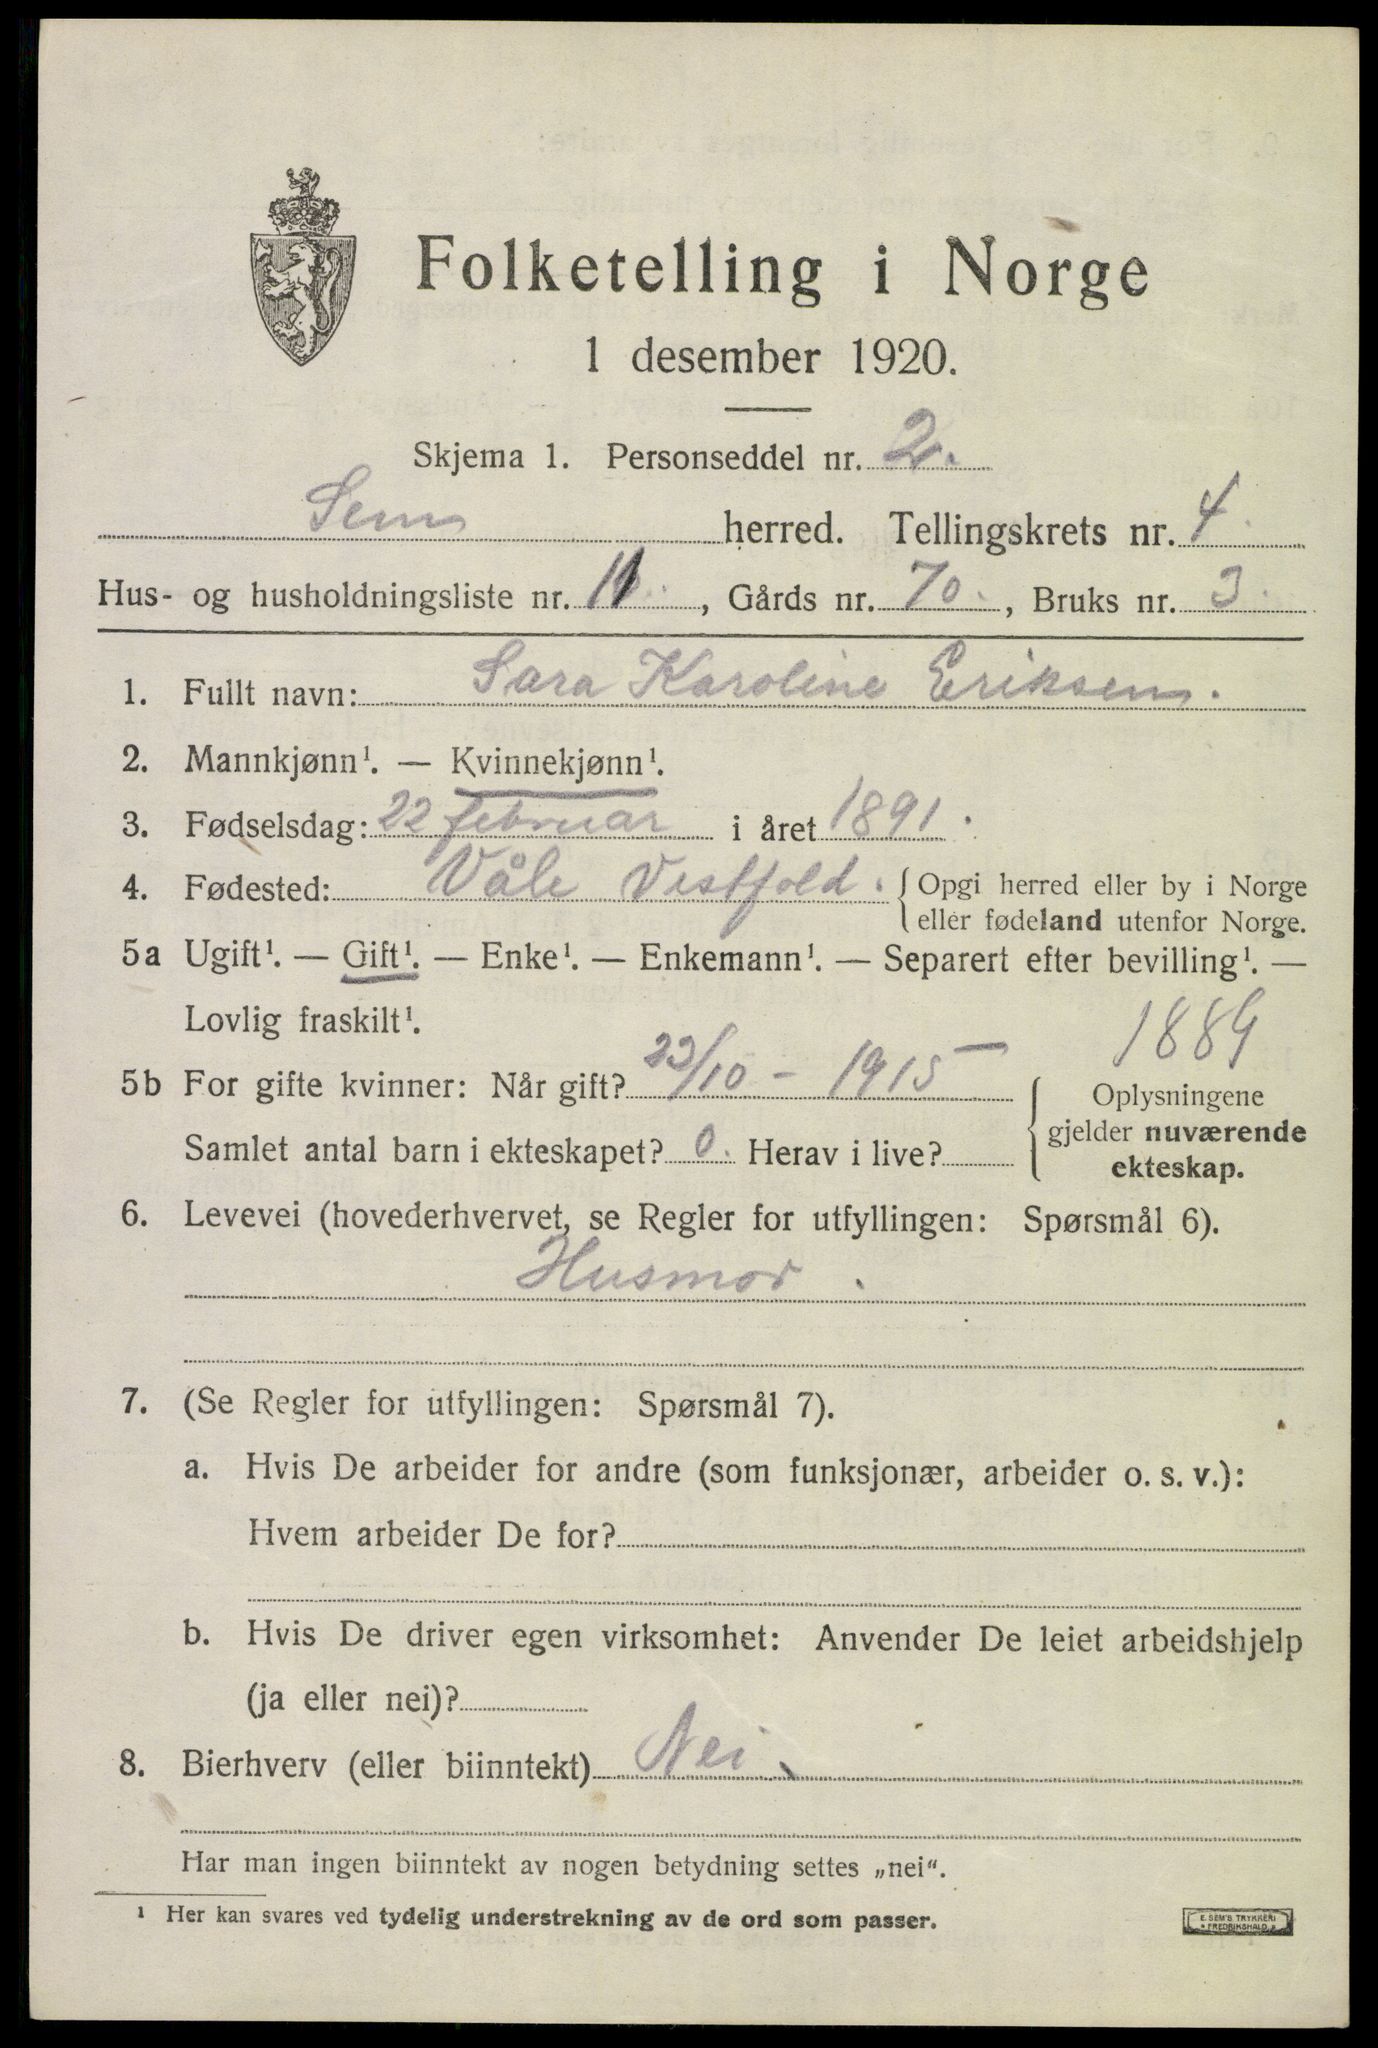 Folketelling i Norge
1 desember 1920.
Skjema 1. Personseddel nr. 2.
Sem herred. Tellingskrets nr. 4.
Hus- og husholdningsliste nr. 11., Gårds nr. 70., Bruks nr. 3.
1. Fullt navn: Sara Karoline Eriksen.
2. Mannkjønn¹. — Kvinnekjønn¹.
3. Fødselsdag: 22 februar i året 1891.
4. Fødested: Våle Vestfold. { Opgi herred eller by i Norge
eller fødeland utenfor Norge.
5a Ugift¹. — Gift¹. — Enke¹. — Enkemann¹. — Separert efter bevilling¹. —
Lovlig fraskilt¹.
1889
5b For gifte kvinner: Når gift? 23/10 - 1915
Samlet antal barn i ekteskapet? 0. Herav i live?
Oplysningene
gjelder nuværende
ekteskap.
6. Levevei (hovederhvervet, se Regler for utfyllingen: Spørsmål 6).
Husmor.
7. (Se Regler for utfyllingen: Spørsmål 7).
a. Hvis De arbeider for andre (som funksjonær, arbeider o. s. v.):
Hvem arbeider De for?
b. Hvis De driver egen virksomhet: Anvender De leiet arbeidshjelp
(ja eller nei)?
8. Bierhverv (eller biinntekt) Nei.
Har man ingen biinntekt av nogen betydning settes „nei“.
¹ Her kan svares ved tydelig understrekning av de ord som passer.
E. SEM'S TRYKKERI
* FREDRIKSHALD. *